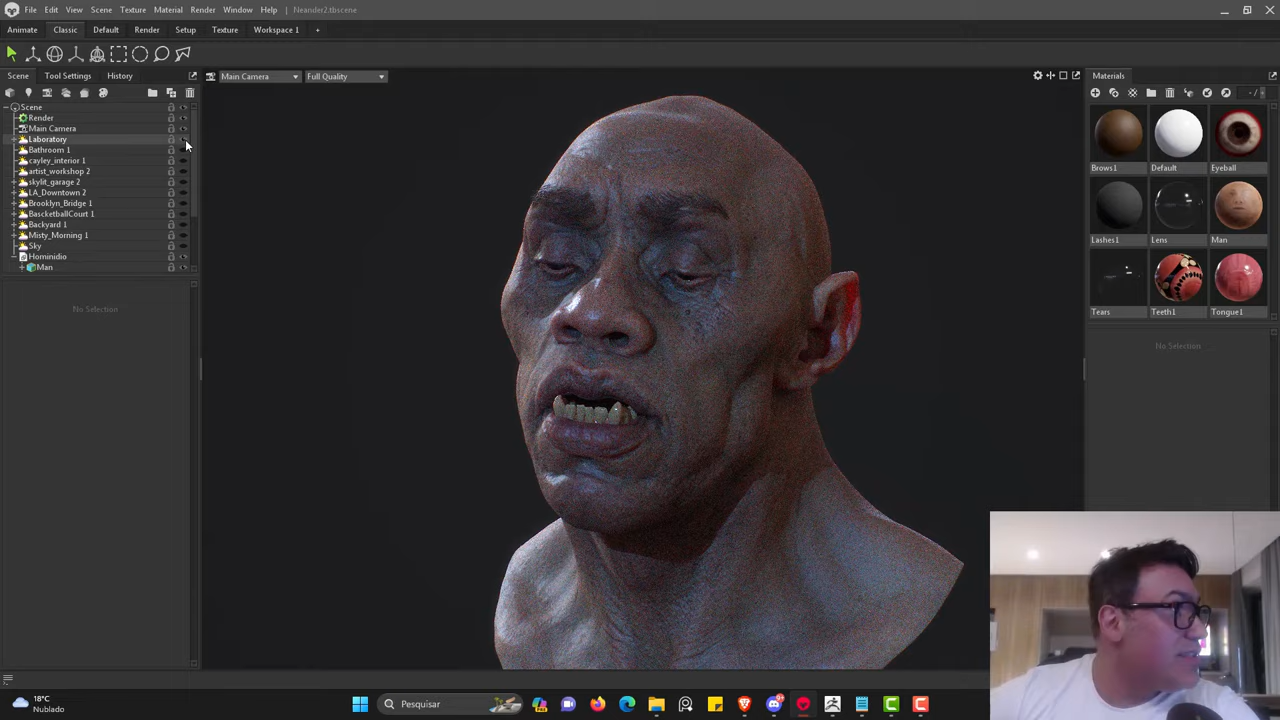 File Edit View Scene Texture Material Render Window Help Neander2.tbscene
Animate Classic Default Render Setup Texture Workspace 1 +
Scene Tool Settings History
Main Camera Full Quality
Materials
Scene
Render
Main Camera
Laboratory
Bathroom 1
cayley_interior 1
artist_workshop 2
skylit_garage 2
LA_Downtown 2
Brooklyn_Bridge 1
BascketballCourt 1
Backyard 1
Misty_Morning 1
Sky
Hominidio
Man
No Selection
Brows1 Default Eyeball
Lashes1 Lens Man
Tears Teeth1 Tongue1
No Selection
18°C
Nublado
Pesquisar